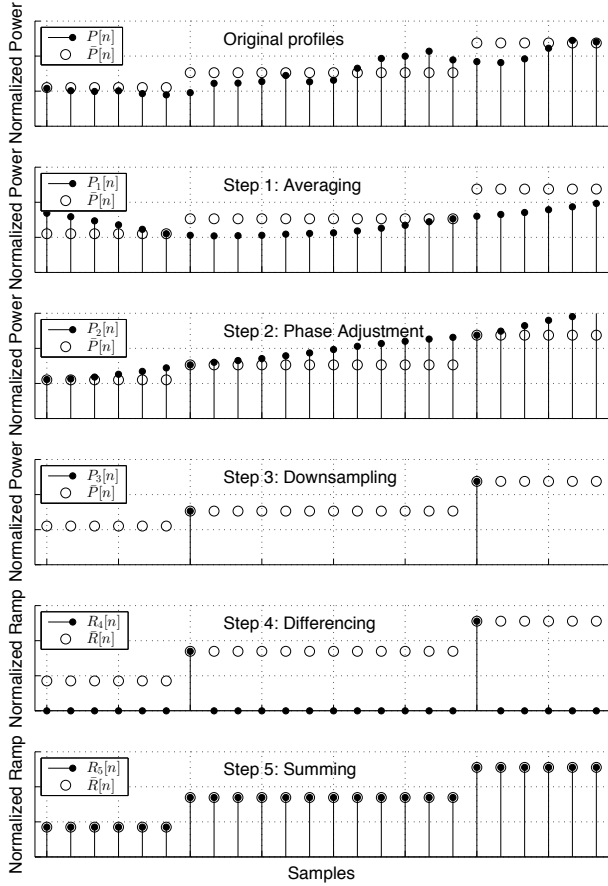 Normalized Power
P[n]
P̄[n]
Original profiles
Normalized Power
P₁[n]
P̄[n]
Step 1: Averaging
Normalized Power
P₂[n]
P̄[n]
Step 2: Phase Adjustment
Normalized Power
P₃[n]
P̄[n]
Step 3: Downsampling
Normalized Ramp
R₄[n]
R̄[n]
Step 4: Differencing
Normalized Ramp
R₅[n]
R̄[n]
Step 5: Summing
Samples